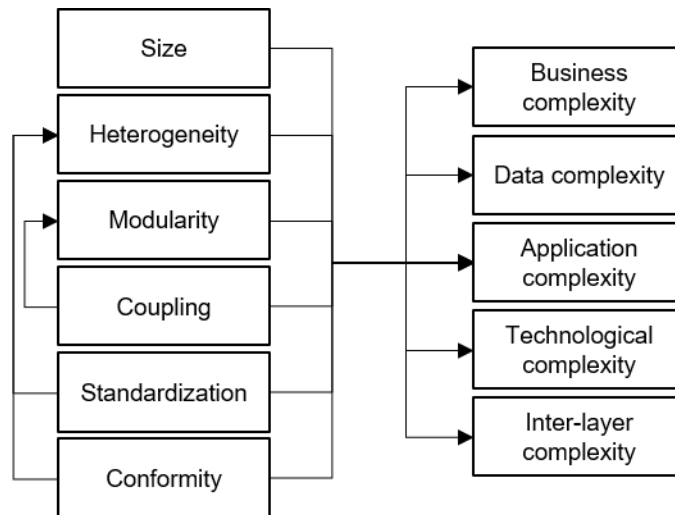 Size
Heterogeneity
Modularity
Coupling
Standardization
Conformity
Business
complexity
Data complexity
Application
complexity
Technological
complexity
Inter-layer
complexity